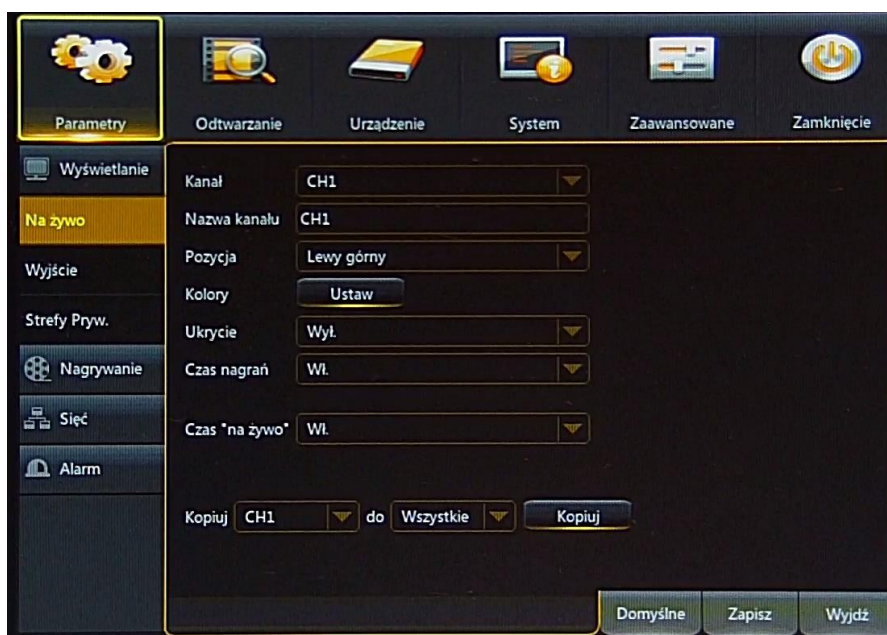 Parametry Odtwarzanie Urządzenie System Zaawansowane Zamknięcie
Wyświetlanie
Na żywo
Wyjście
Strefy Pryw.
Nagrywanie
Sięć
Alarm
Kanał CH1
Nazwa kanału CH1
Pozycja Lewy górny
Kolory Ustaw
Ukrycie Wył.
Czas nagrań Wł.
Czas "na żywo" Wł.
Kopiuj CH1 do Wszystkie Kopiuj
Domyślne Zapisz Wyjdź